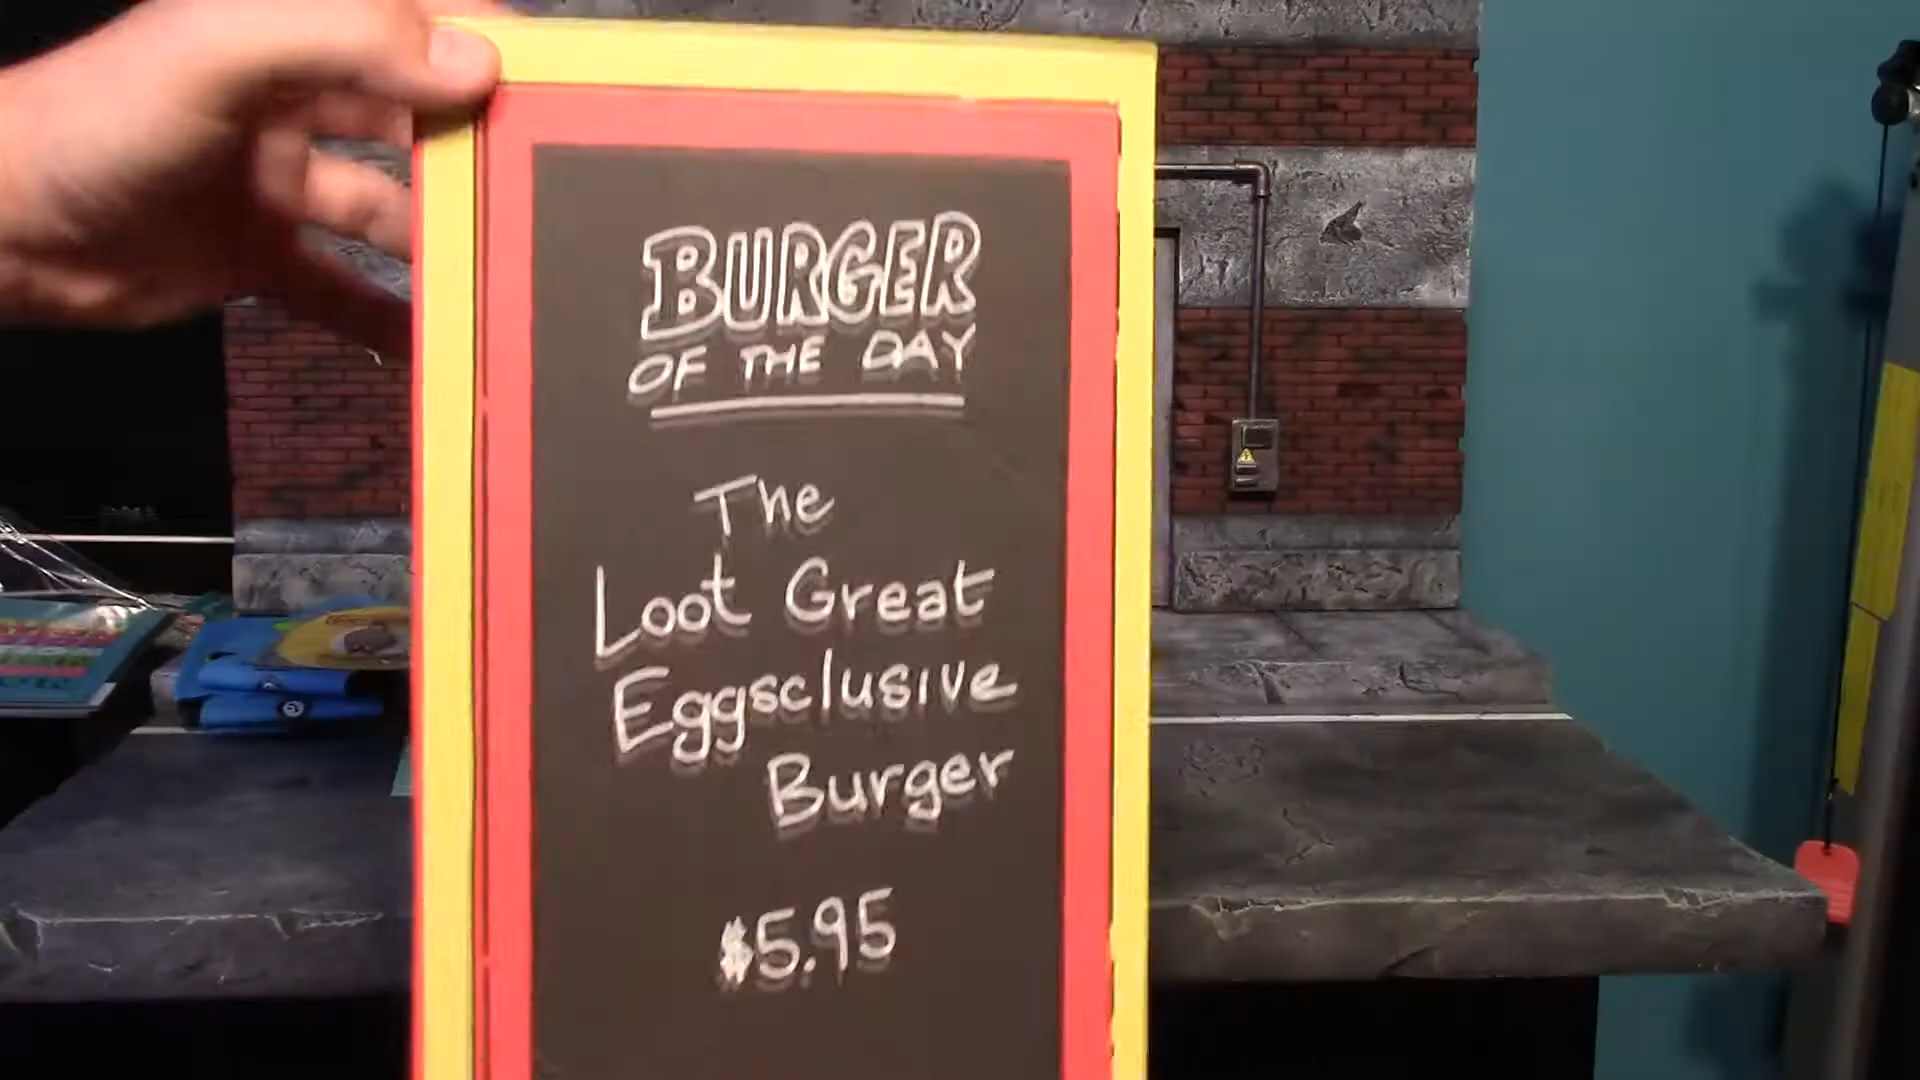 BURGER
OF THE DAY
The
Loot Great
Eggsclusive
Burger
$5.95